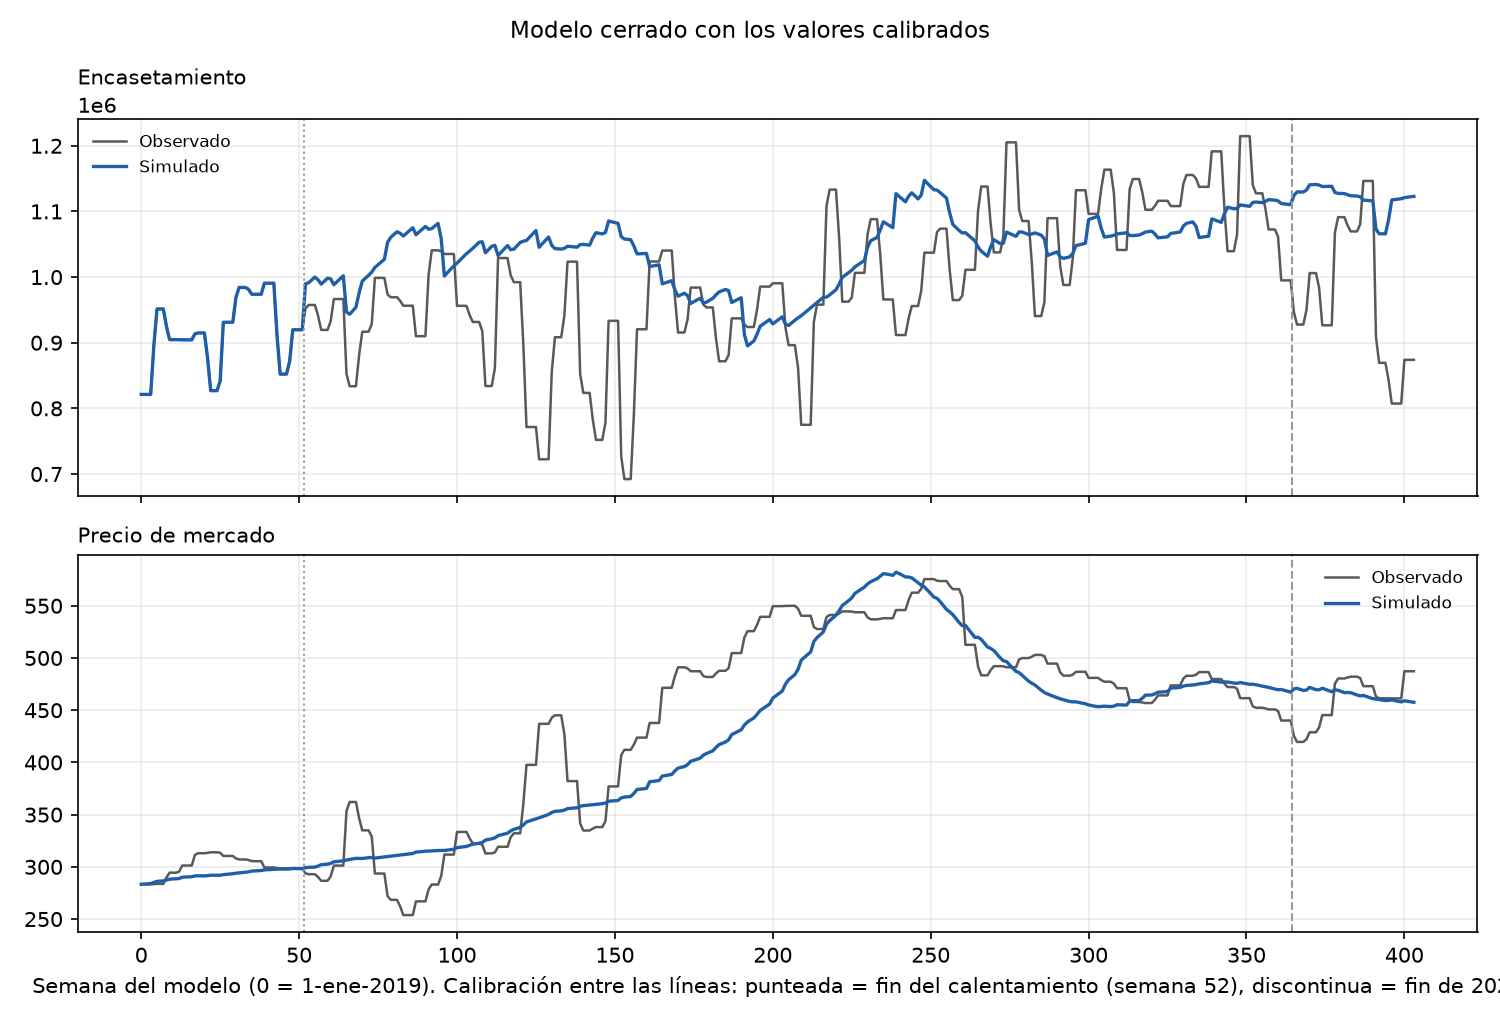 Modelo cerrado con los valores calibrados
Encasetamiento
1e6
Observado
Simulado
1.2
1.1
1.0
0.9
0.8
0.7
Precio de mercado
Observado
Simulado
550
500
450
400
350
300
250
0 50 100 150 200 250 300 350 400
Semana del modelo (0 = 1-ene-2019). Calibración entre las líneas: punteada = fin del calentamiento (semana 52), discontinua = fin de